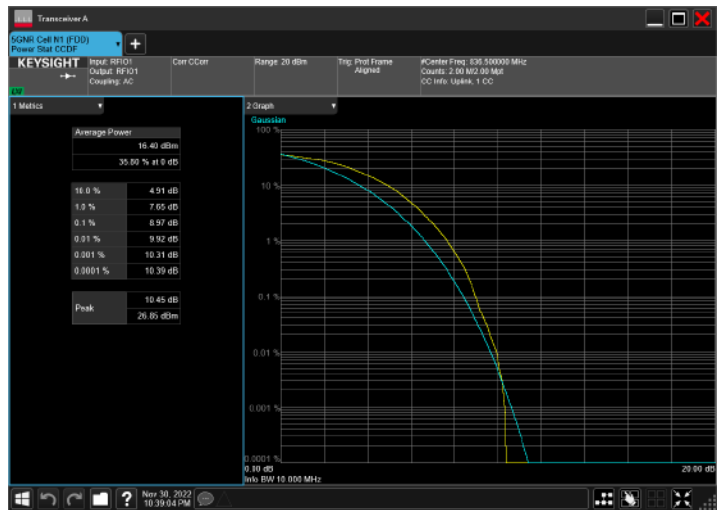 Transceiver A
5GNR Cell N1 (FDD)
Power Stat CCDF
KEYSIGHT
Input: RFIO1
Output: RFIO1
Coupling: AC
Corr CCorr
Range: 20 dBm
Trig: Prot Frame
Aligned
#Center Freq: 836.500000 MHz
Counts: 2.00 M/2.00 Mpt
CC Info: Uplink, 1 CC
1 Metrics
Average Power
16.40 dBm
35.80 % at 0 dB
10.0 % 4.91 dB
1.0 % 7.65 dB
0.1 % 8.97 dB
0.01 % 9.92 dB
0.001 % 10.31 dB
0.0001 % 10.39 dB
Peak
10.45 dB
26.85 dBm
2 Graph
Gaussian
100 %
10 %
1 %
0.1 %
0.01 %
0.001 %
0.0001 %
0.00 dB
20.00 dB
Info BW 10.000 MHz
?
Nov 30, 2022
10:39:04 PM